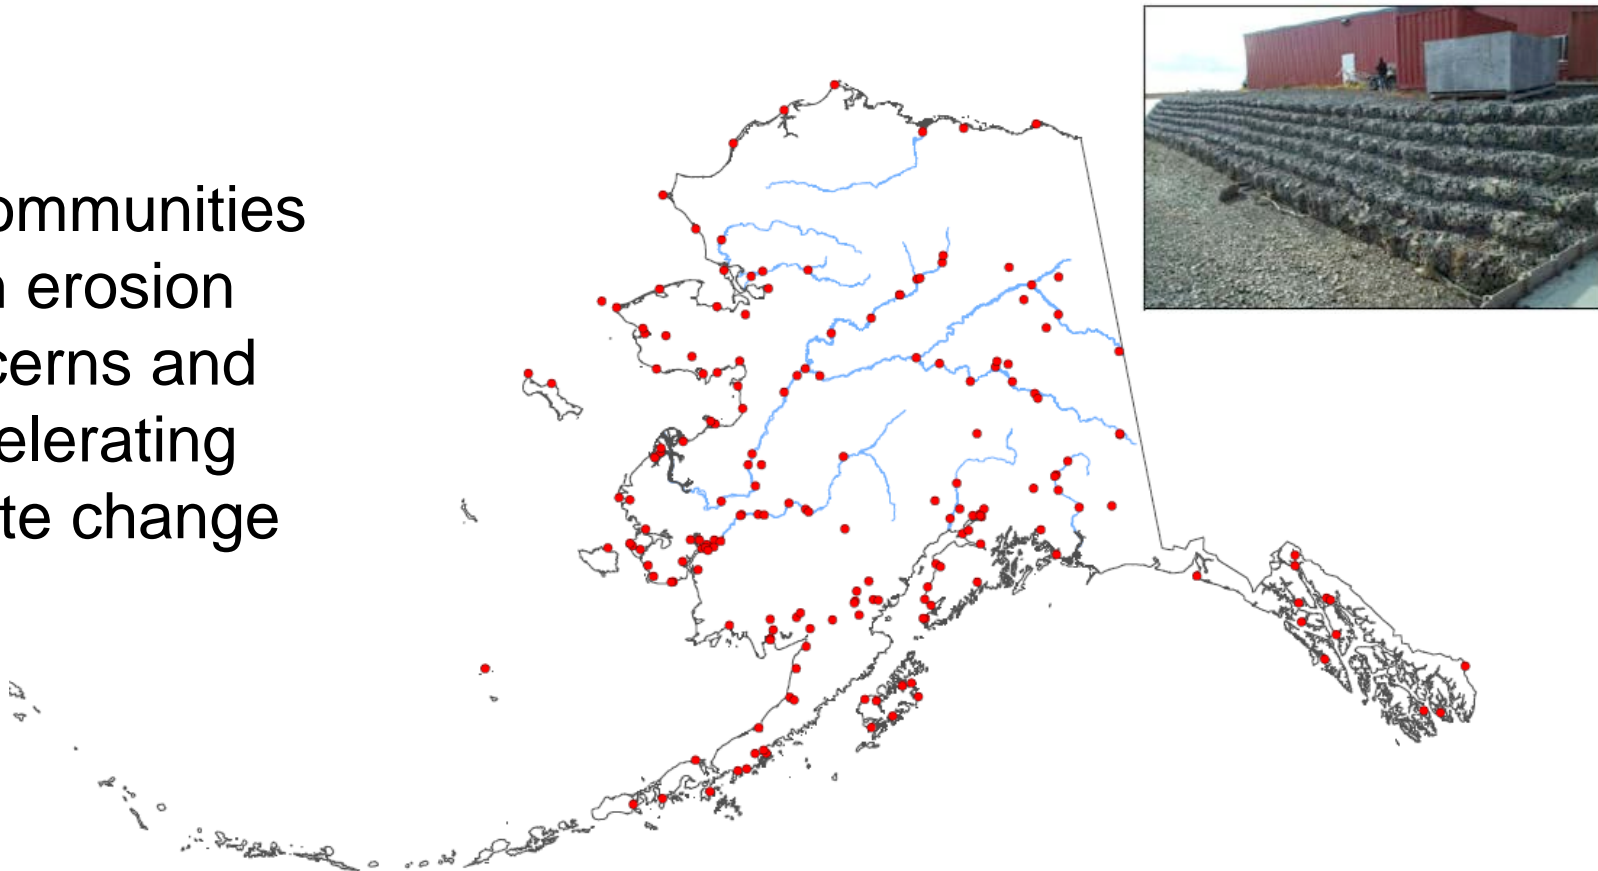 ommunities
erosion
cerns and
elerating
te change